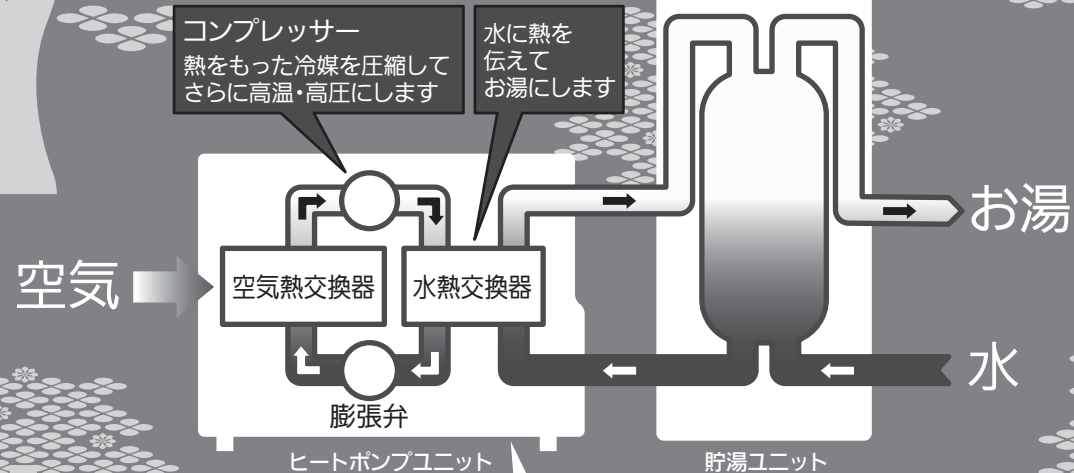 コンプレッサー
熱をもった冷媒を圧縮して
さらに高温・高圧にします
水に熱を
伝えて
お湯にします
お湯
空気
空気熱交換器
水熱交換器
水
膨張弁
ヒートポンプユニット
貯湯ユニット